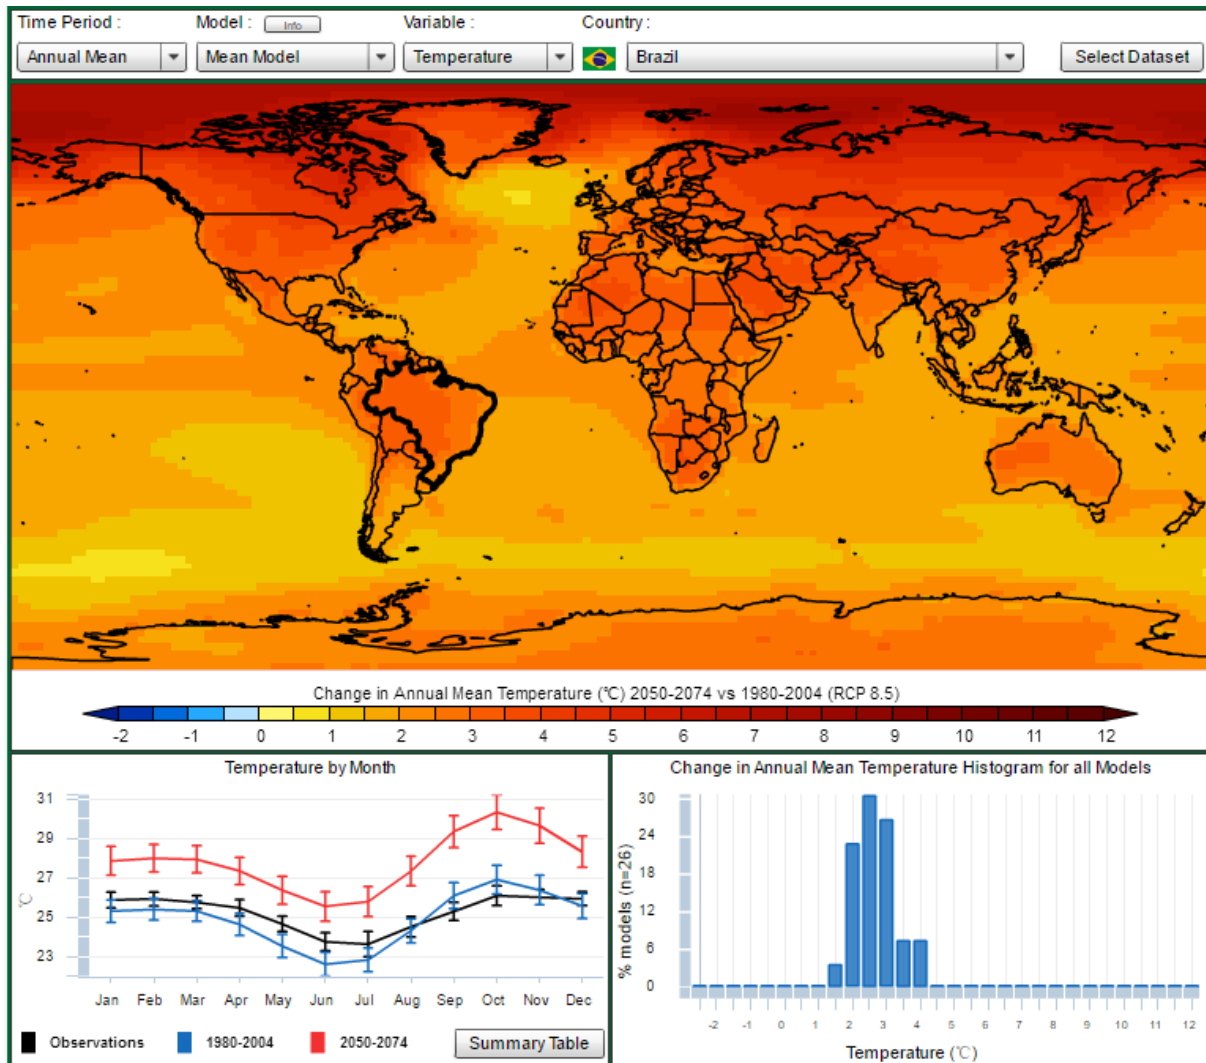 Time Period : Model : Info Variable : Country :
Annual Mean Mean Model Temperature Brazil Select Dataset
Change in Annual Mean Temperature (℃) 2050-2074 vs 1980-2004 (RCP 8.5)
-2 -1 0 1 2 3 4 5 6 7 8 9 10 11 12
Temperature by Month
31
29
27
25
23
℃
Jan Feb Mar Apr May Jun Jul Aug Sep Oct Nov Dec
Observations 1980-2004 2050-2074 Summary Table
Change in Annual Mean Temperature Histogram for all Models
30
24
18
12
6
0
% models (n=26)
-2 -1 0 1 2 3 4 5 6 7 8 9 10 11 12
Temperature (℃)